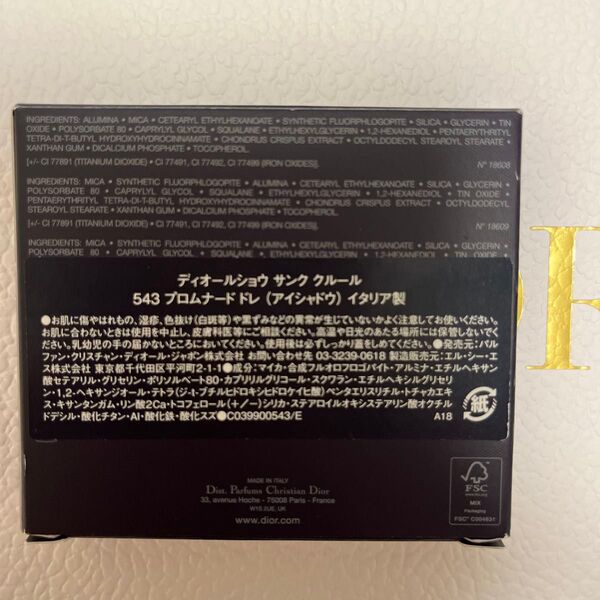 INGREDIENTS: ALUMINA • MICA • CETEARYL ETHYLHEXANOATE • SYNTHETIC FLUORPHLOGOPITE • SILICA • GLYCERIN • TIN
OXIDE • POLYSORBATE 80 • CAPRYLYL GLYCOL • SQUALANE • ETHYLHEXYLGLYCERIN • 1,2-HEXANEDIOL • PENTAERYTHRITYL
TETRA-DI-T-BUTYL HYDROXYHYDROCINNAMATE • CHONDRUS CRISPUS EXTRACT • OCTYLDODECYL STEAROYL STEARATE •
XANTHAN GUM • DICALCIUM PHOSPHATE • TOCOPHEROL.
[+/- CI 77891 (TITANIUM DIOXIDE) • CI 77491, CI 77492, CI 77499 (IRON OXIDES)]. N° 18608
INGREDIENTS: MICA • SYNTHETIC FLUORPHLOGOPITE • ALUMINA • CETEARYL ETHYLHEXANOATE • SILICA • GLYCERIN •
POLYSORBATE 80 • CAPRYLYL GLYCOL • SQUALANE • ETHYLHEXYLGLYCERIN • 1,2-HEXANEDIOL • TIN OXIDE •
PENTAERYTHRITYL TETRA-DI-T-BUTYL HYDROXYHYDROCINNAMATE • CHONDRUS CRISPUS EXTRACT • OCTYLDODECYL
STEAROYL STEARATE • XANTHAN GUM • DICALCIUM PHOSPHATE • TOCOPHEROL.
[+/- CI 77891 (TITANIUM DIOXIDE) • CI 77491, CI 77492, CI 77499 (IRON OXIDES)]. N° 18609
INGREDIENTS: MICA • SYNTHETIC FLUORPHLOGOPITE • ALUMINA • CETEARYL ETHYLHEXANOATE • SILICA • GLYCERIN •
ディオールショウ サンク クルール
543 プロムナード ドレ (アイシャドウ) イタリア製
●お肌に傷やはれもの、湿疹、色抜け(白斑等)や黒ずみなどの異常が生じていないかよく注意してお使いください。
お肌に合わないときは使用を中止し、皮膚科医等にご相談ください。高温や日光のあたる場所には保管しないでく
ださい。乳幼児の手の届かないところにおいてください。使用後は必ずしっかり蓋をしめてください。●発売元:パル
ファン・クリスチャン・ディオール・ジャポン株式会社 お問い合わせ先 03-3239-0618 製造販売元:エル・シー・エ
ス株式会社 東京都千代田区平河町2-1-1●成分:マイカ・合成フルオロフロゴパイト・アルミナ・エチルヘキサン
酸セテアリル・グリセリン・ポリソルベート80・カプリリルグリコール・スクワラン・エチルヘキシルグリセリ
ン・1,2-ヘキサンジオール・テトラ(ジ-t-ブチルヒドロキシヒドロケイヒ酸)ペンタエリスリチル・トチャカエキ
ス・キサンタンガム・リン酸2Ca・トコフェロール(+/-)シリカ・ステアロイルオキシステアリン酸オクチル
ドデシル・酸化チタン・Al・酸化鉄・酸化スズ●C039900543/E
紙
A18
MADE IN ITALY
Dist. Parfums Christian Dior
33, avenue Hoche - 75008 Paris - France
W1S 2UE, UK
www.dior.com
FSC
www.fsc.org
MIX
Packaging
FSC® C004631